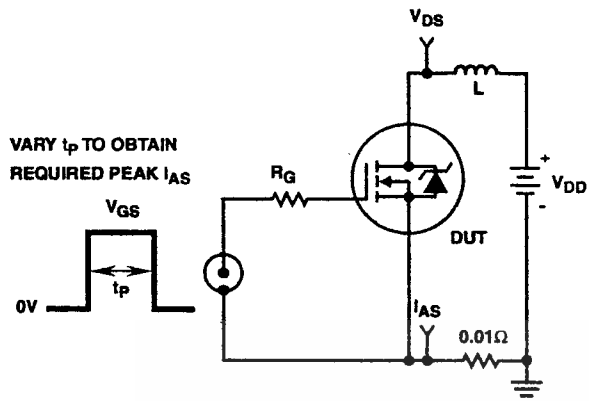 VDS
L
VARY tP TO OBTAIN
REQUIRED PEAK IAS
RG
+
VDD
-
VGS
DUT
tP
0V
IAS
0.01Ω